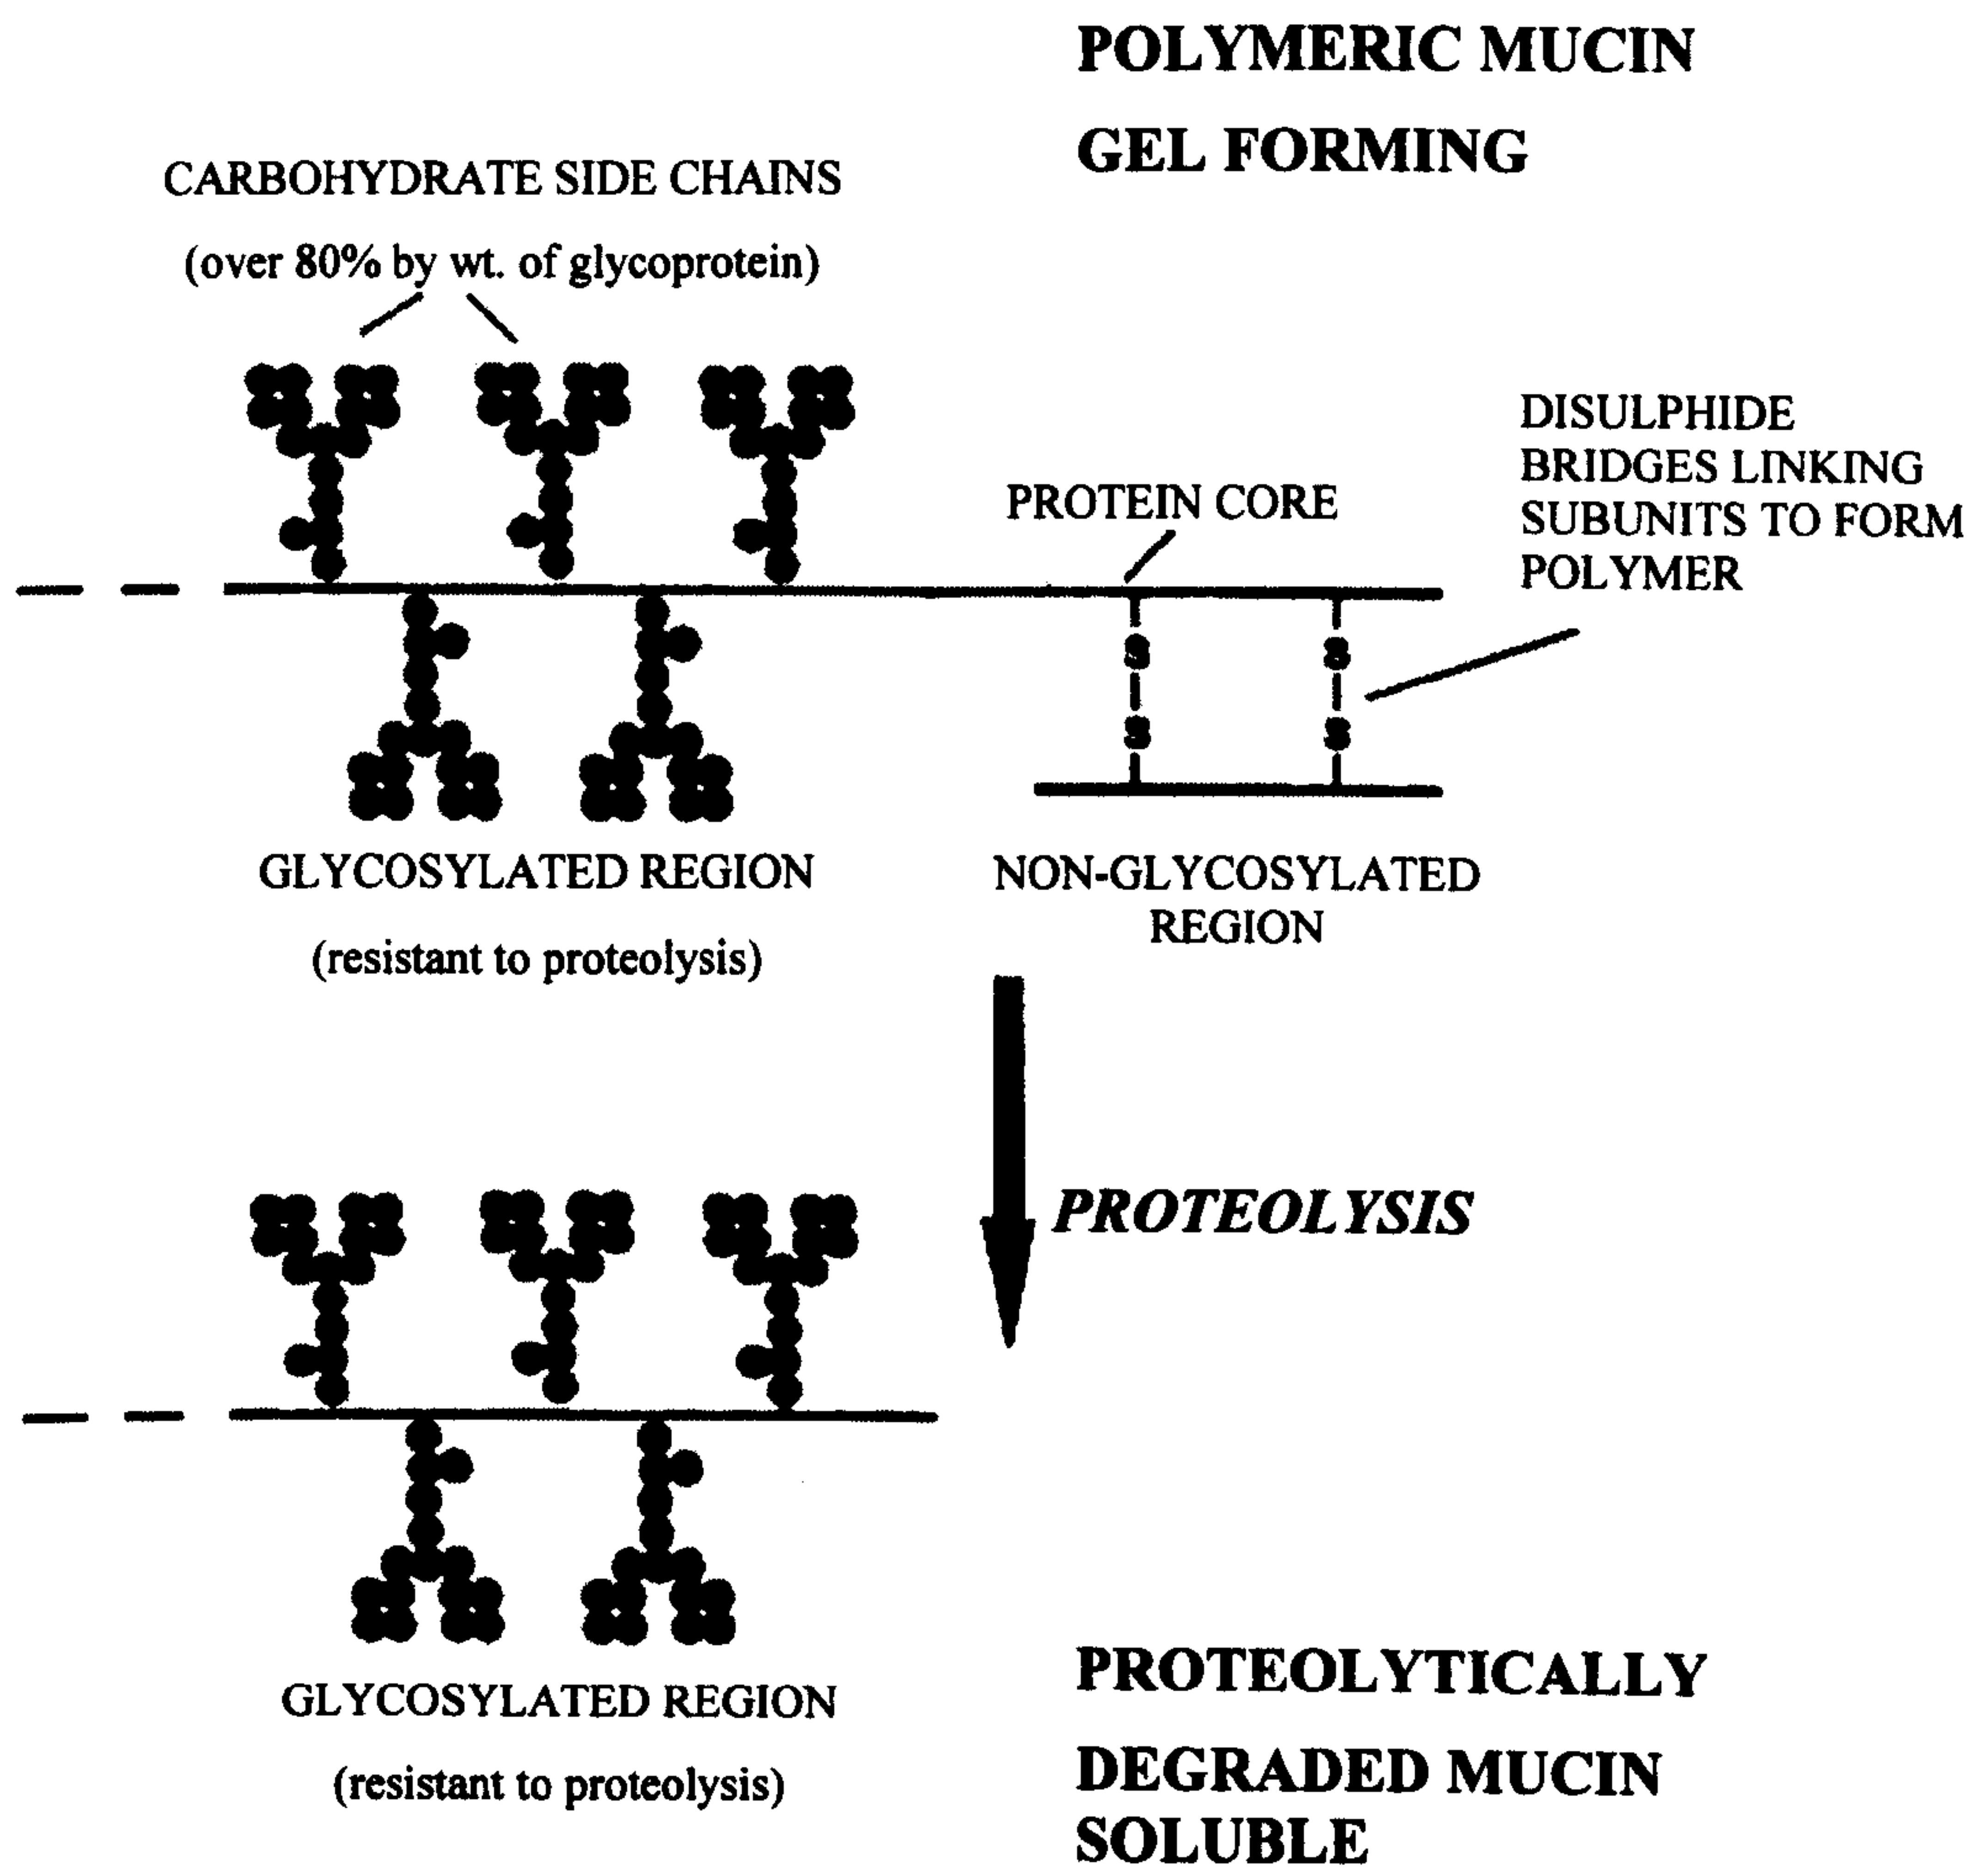 POLYMERIC MUCIN
GEL FORMING
CARBOHYDRATE SIDE CHAINS
(over 80% by wt. of glycoprotein)
DISULPHIDE
BRIDGES LINKING
SUBUNITS TO FORM
POLYMER
PROTEIN CORE
S S
S S
GLYCOSYLATED REGION
(resistant to proteolysis)
NON-GLYCOSYLATED
REGION
PROTEOLYSIS
GLYCOSYLATED REGION
(resistant to proteolysis)
PROTEOLYTICALLY
DEGRADED MUCIN
SOLUBLE